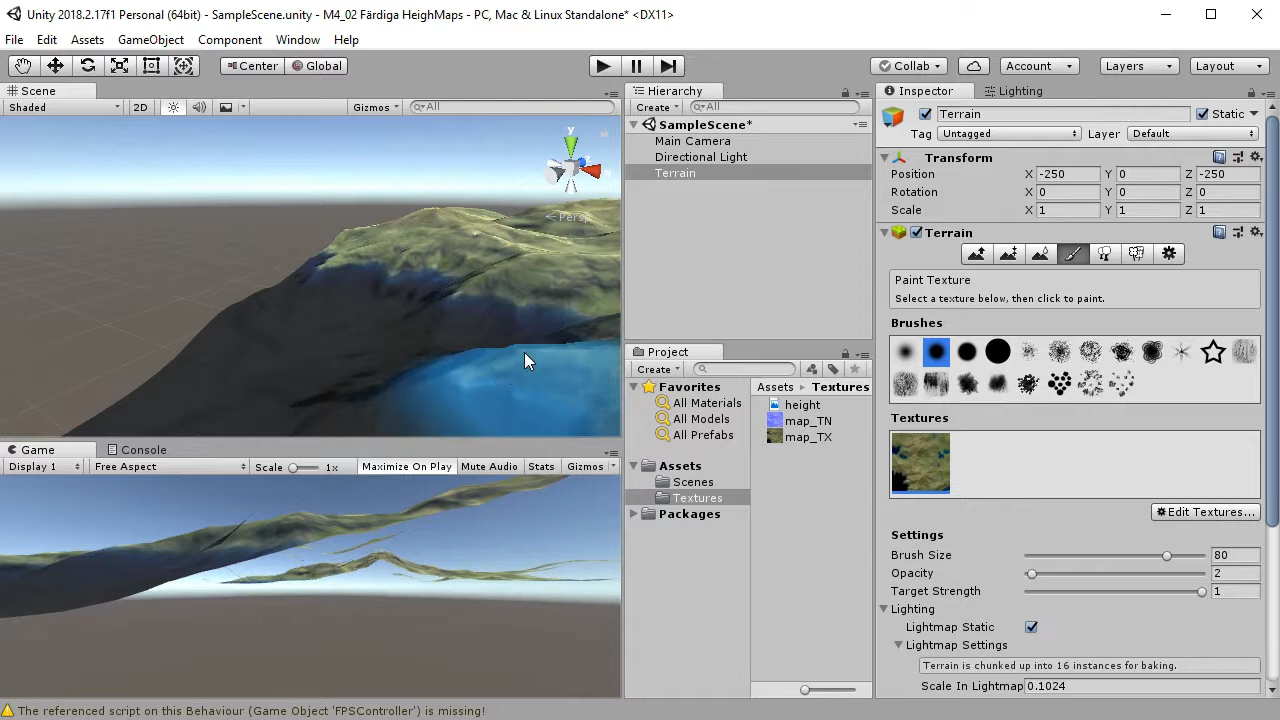 Unity 2018.2.17f1 Personal (64bit) - SampleScene.unity - M4_02 Färdiga HeighMaps - PC, Mac & Linux Standalone* <DX11>
File Edit Assets GameObject Component Window Help
Center Global Collab Account Layers Layout
Scene
Shaded 2D Gizmos All
y
x
z
Persp
Game Console
Display 1 Free Aspect Scale 1x Maximize On Play Mute Audio Stats Gizmos
Hierarchy
Create All
SampleScene*
Main Camera
Directional Light
Terrain
Project
Create
Favorites
All Materials
All Models
All Prefabs
Assets
Scenes
Textures
Packages
Assets Textures
height
map_TN
map_TX
Inspector Lighting
Terrain Static
Tag Untagged Layer Default
Transform
Position X -250 Y 0 Z -250
Rotation X 0 Y 0 Z 0
Scale X 1 Y 1 Z 1
Terrain
Paint Texture
Select a texture below, then click to paint.
Brushes
Textures
Edit Textures...
Settings
Brush Size 80
Opacity 2
Target Strength 1
Lighting
Lightmap Static
Lightmap Settings
Terrain is chunked up into 16 instances for baking.
Scale In Lightmap 0.1024
The referenced script on this Behaviour (Game Object 'FPSController') is missing!